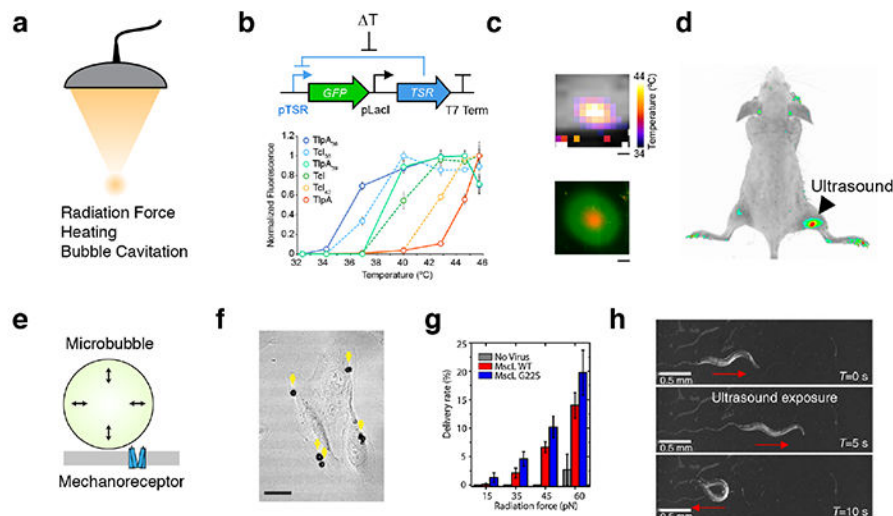 a
Radiation Force
Heating
Bubble Cavitation
b
ΔT
GFP
TSR
pTSR
pLacI
T7 Term
Normalized Fluorescence
1.2
1
0.8
0.6
0.4
0.2
0
TlpA36
TcI38
TlpA39
TcI
TcI42
TlpA
32
34
36
38
40
42
44
46
Temperature (°C)
c
44
34
Temperature (°C)
d
Ultrasound
e
Microbubble
Mechanoreceptor
f
g
Delivery rate (%)
25
20
15
10
5
0
No Virus
MscL WT
MscL G22S
15
35
45
60
Radiation force (pN)
h
0.5 mm
T=0 s
Ultrasound exposure
0.5 mm
T=5 s
0.5 mm
T=10 s